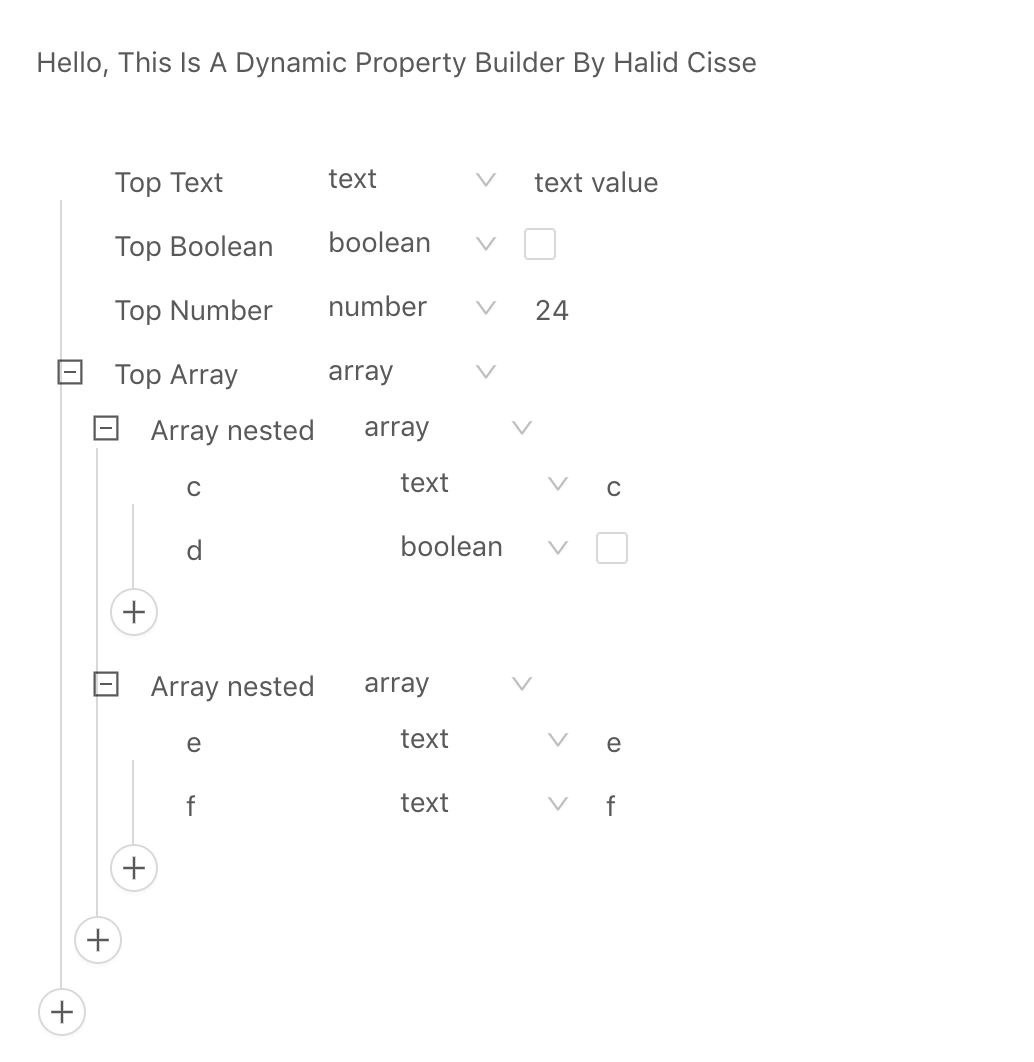 Hello, This Is A Dynamic Property Builder By Halid Cisse
Top Text text text value
Top Boolean boolean
Top Number number 24
Top Array array
Array nested array
c text c
d boolean
Array nested array
e text e
f text f